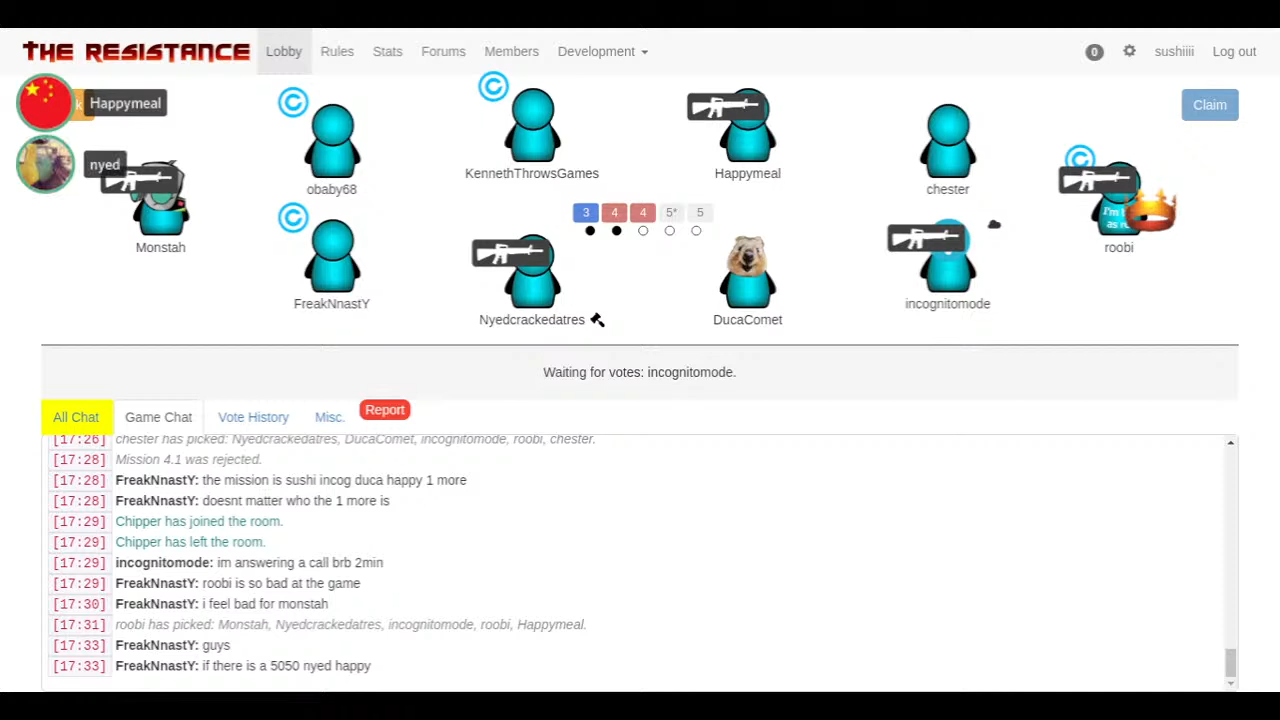 THE RESISTANCE Lobby Rules Stats Forums Members Development 0 sushiiii Log out
Happymeal
Claim
nyed
obaby68
KennethThrowsGames
Happymeal
chester
Monstah
roobi
3 4 4 5* 5
FreakNnastY
Nyedcrackedatres
DucaComet
incognitomode
Waiting for votes: incognitomode.
All Chat Game Chat Vote History Misc. Report
[17:26] chester has picked: Nyedcrackedatres, DucaComet, incognitomode, roobi, chester.
[17:28] Mission 4.1 was rejected.
[17:28] FreakNnastY: the mission is sushi incog duca happy 1 more
[17:28] FreakNnastY: doesnt matter who the 1 more is
[17:29] Chipper has joined the room.
[17:29] Chipper has left the room.
[17:29] incognitomode: im answering a call brb 2min
[17:29] FreakNnastY: roobi is so bad at the game
[17:30] FreakNnastY: i feel bad for monstah
[17:31] roobi has picked: Monstah, Nyedcrackedatres, incognitomode, roobi, Happymeal.
[17:33] FreakNnastY: guys
[17:33] FreakNnastY: if there is a 5050 nyed happy